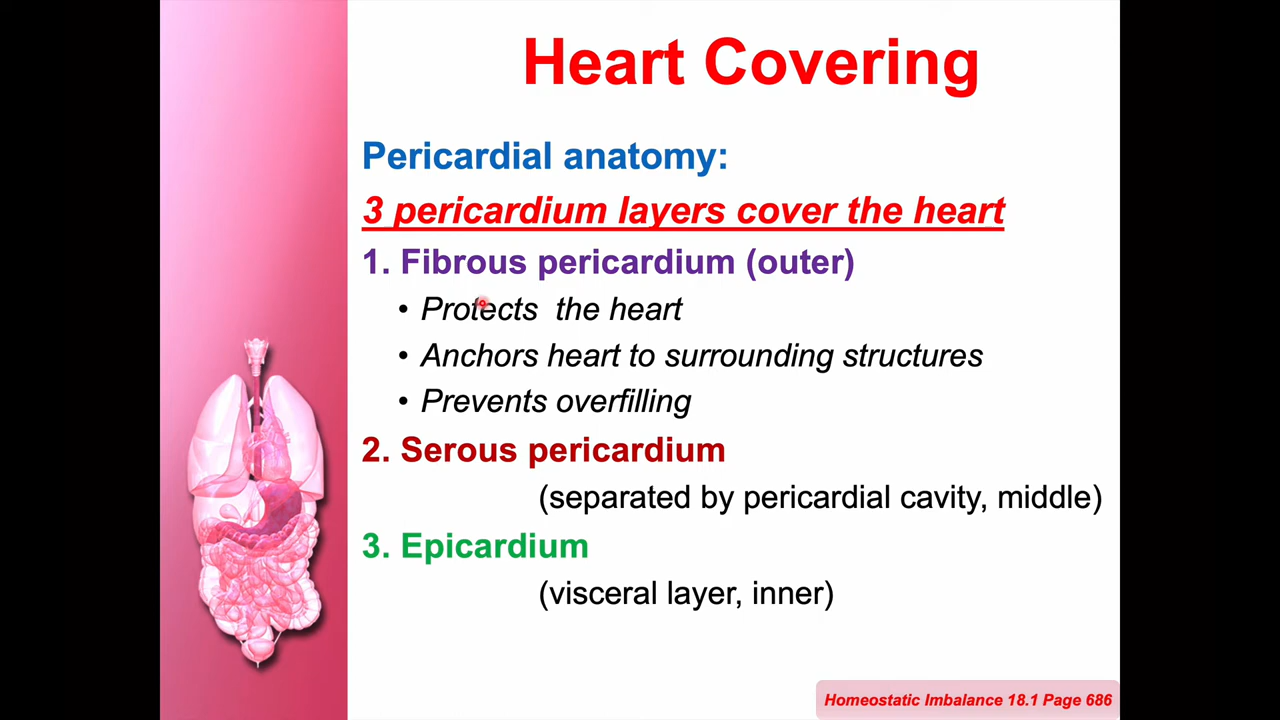 Heart Covering
Pericardial anatomy:
3 pericardium layers cover the heart
1. Fibrous pericardium (outer)
• Protects  the heart
• Anchors heart to surrounding structures
• Prevents overfilling
2. Serous pericardium
(separated by pericardial cavity, middle)
3. Epicardium
(visceral layer, inner)
Homeostatic Imbalance 18.1 Page 686